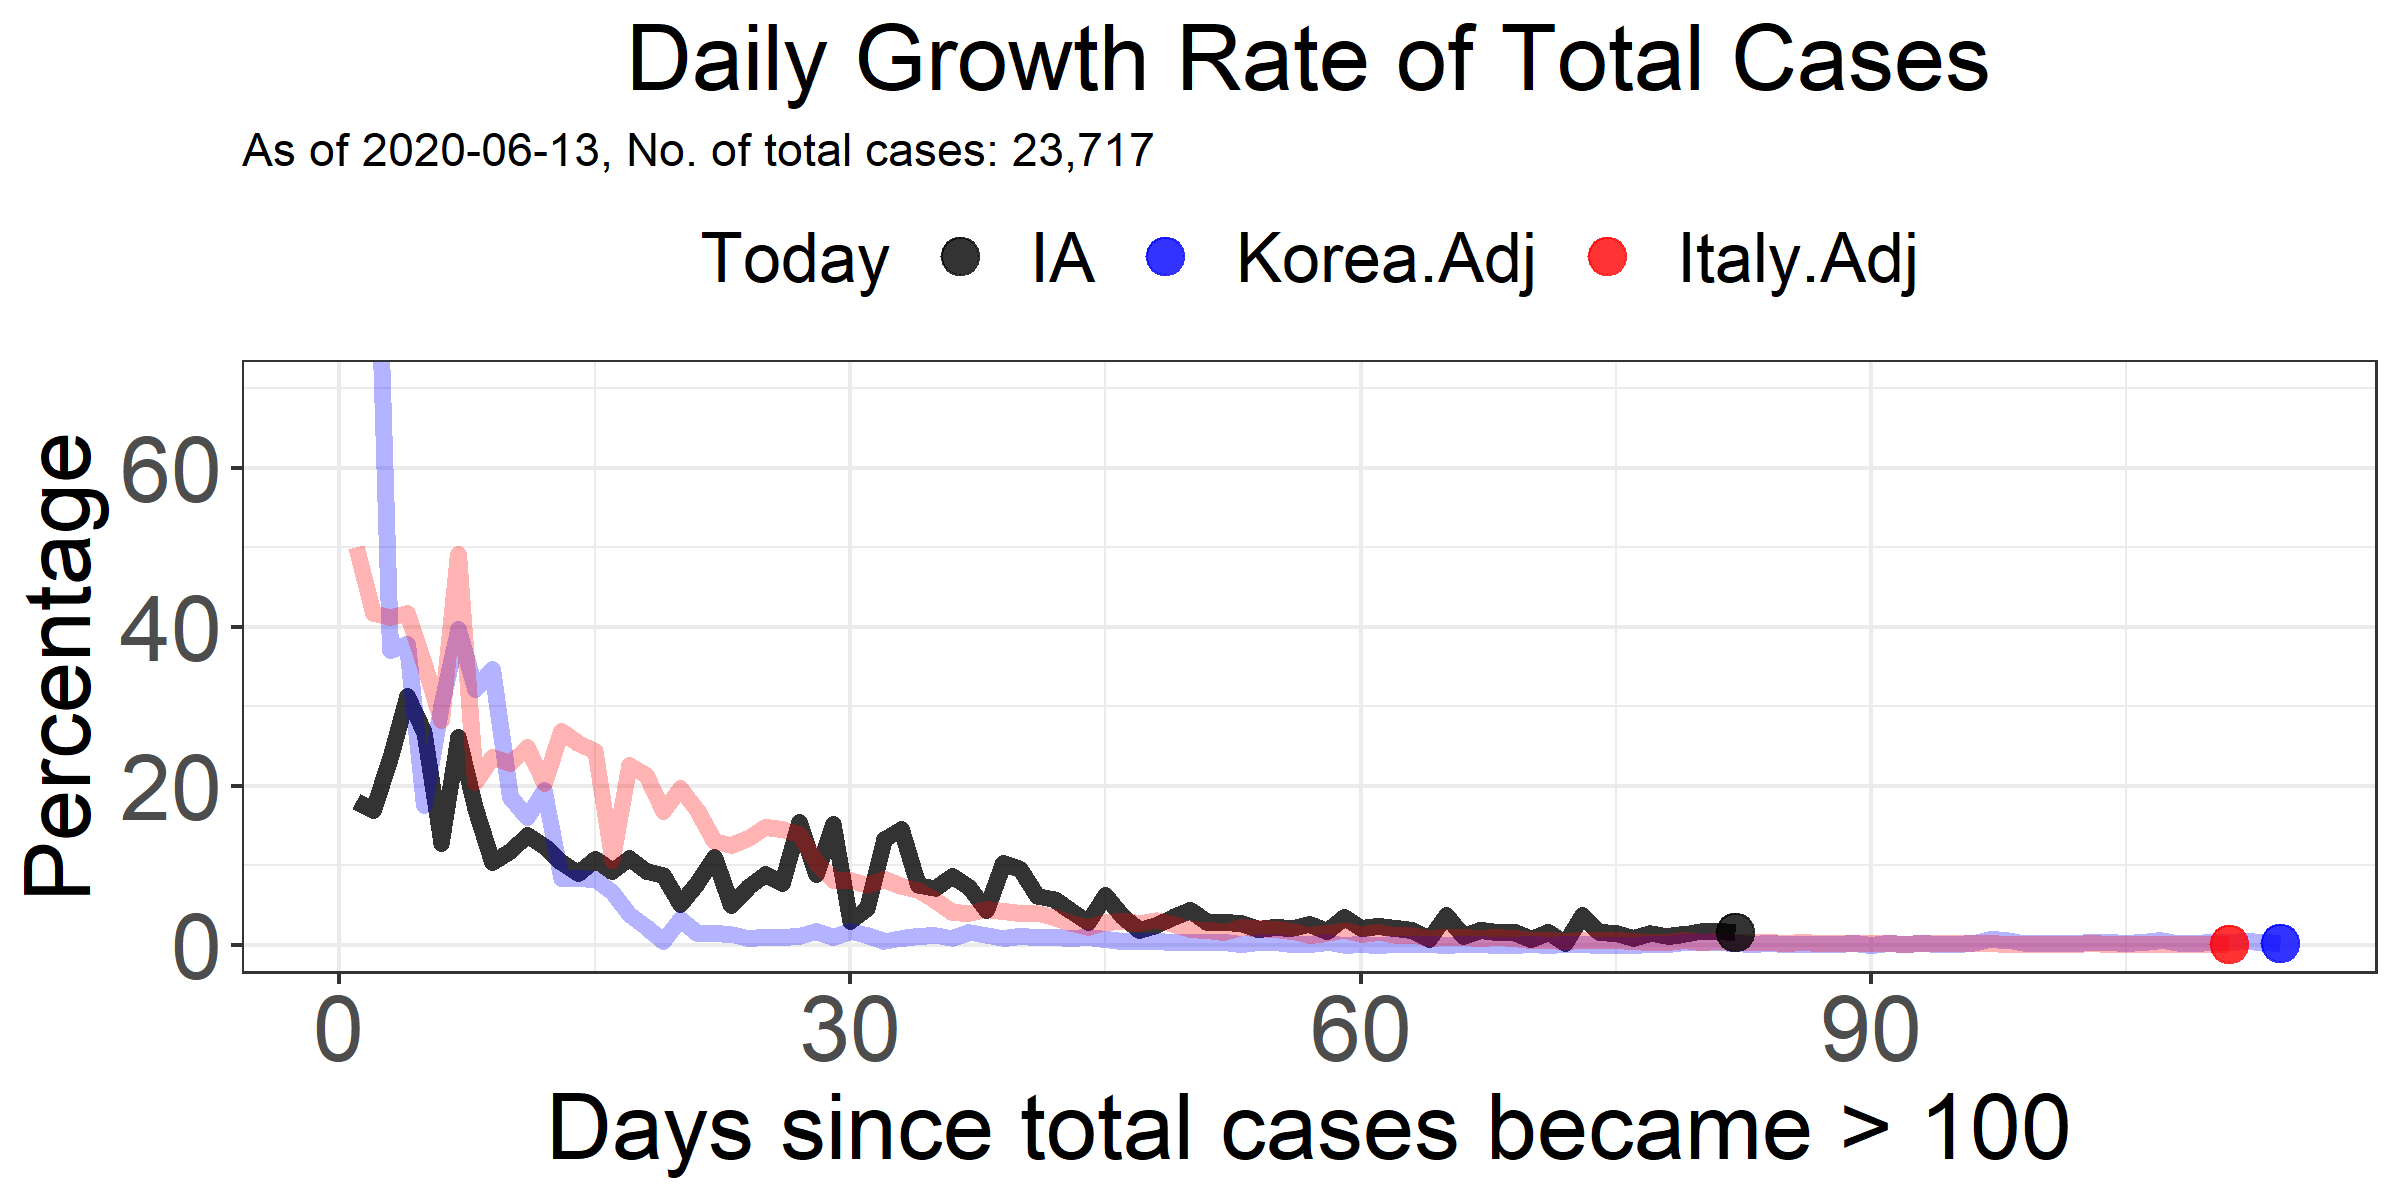 Daily Growth Rate of Total Cases
As of 2020-06-13, No. of total cases: 23,717
Today IA Korea.Adj Italy.Adj
Percentage
60
40
20
0
0 30 60 90
Days since total cases became > 100